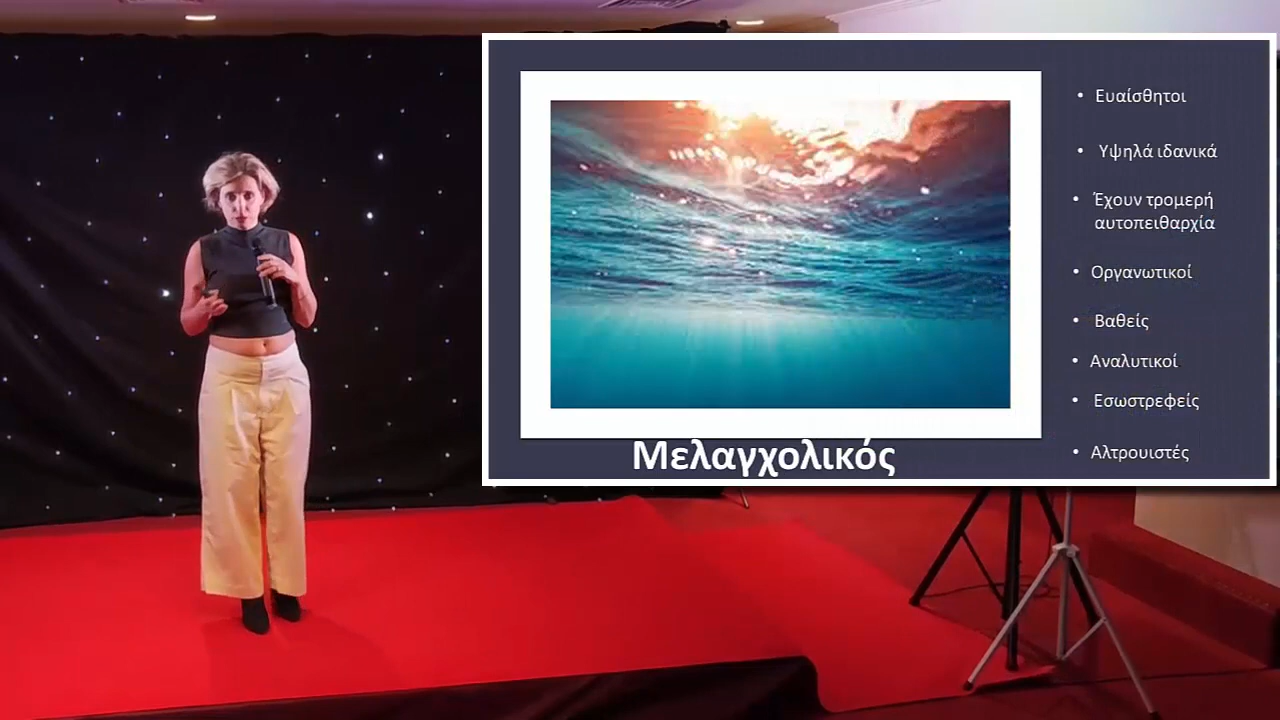 Ευαίσθητοι
Υψηλά ιδανικά
Έχουν τρομερή
αυτοπειθαρχία
Οργανωτικοί
Βαθείς
Αναλυτικοί
Εσωστρεφείς
Αλτρουιστές
Μελαγχολικός